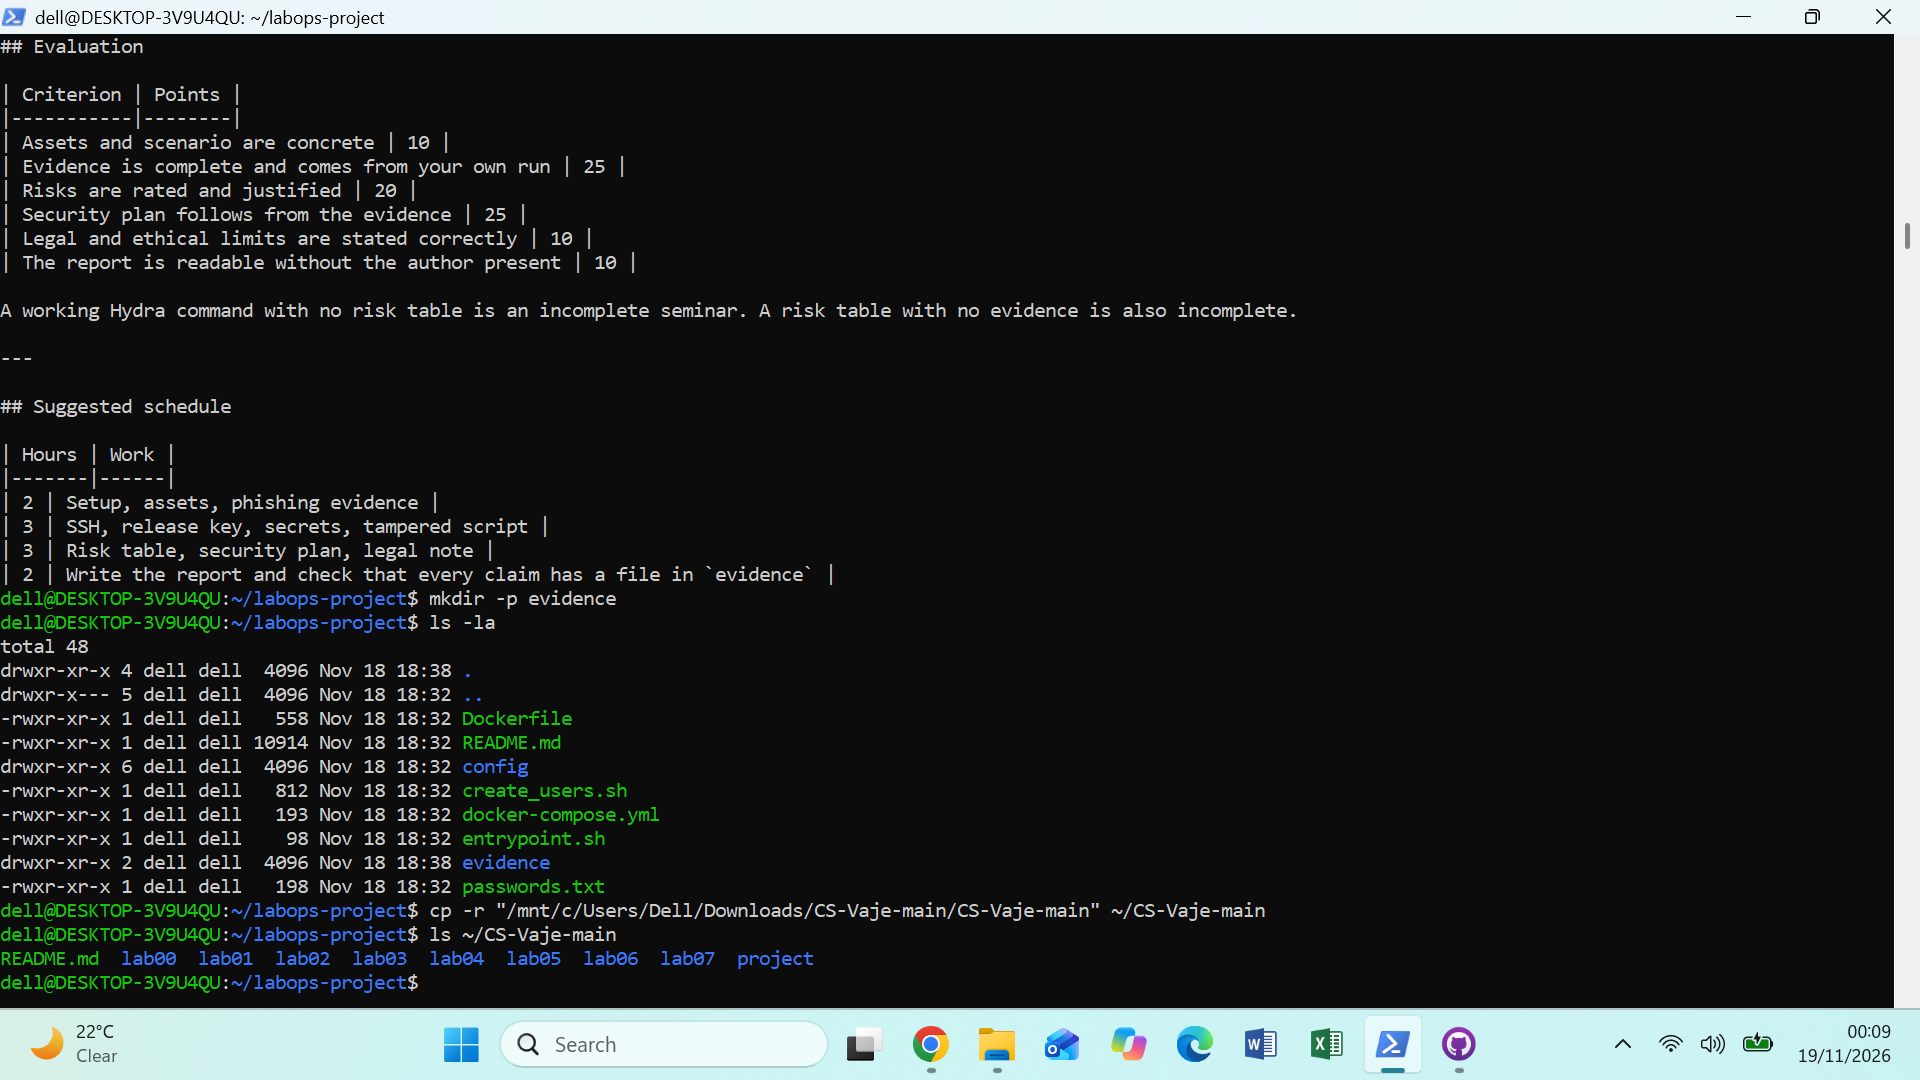 dell@DESKTOP-3V9U4QU: ~/labops-project
## Evaluation
| Criterion | Points |
|-----------|--------|
| Assets and scenario are concrete | 10 |
| Evidence is complete and comes from your own run | 25 |
| Risks are rated and justified | 20 |
| Security plan follows from the evidence | 25 |
| Legal and ethical limits are stated correctly | 10 |
| The report is readable without the author present | 10 |
A working Hydra command with no risk table is an incomplete seminar. A risk table with no evidence is also incomplete.
---
## Suggested schedule
| Hours | Work |
|-------|------|
| 2 | Setup, assets, phishing evidence |
| 3 | SSH, release key, secrets, tampered script |
| 3 | Risk table, security plan, legal note |
| 2 | Write the report and check that every claim has a file in `evidence` |
dell@DESKTOP-3V9U4QU:~/labops-project$ mkdir -p evidence
dell@DESKTOP-3V9U4QU:~/labops-project$ ls -la
total 48
drwxr-xr-x 4 dell dell  4096 Nov 18 18:38 .
drwxr-x--- 5 dell dell  4096 Nov 18 18:32 ..
-rwxr-xr-x 1 dell dell   558 Nov 18 18:32 Dockerfile
-rwxr-xr-x 1 dell dell 10914 Nov 18 18:32 README.md
drwxr-xr-x 6 dell dell  4096 Nov 18 18:32 config
-rwxr-xr-x 1 dell dell   812 Nov 18 18:32 create_users.sh
-rwxr-xr-x 1 dell dell   193 Nov 18 18:32 docker-compose.yml
-rwxr-xr-x 1 dell dell    98 Nov 18 18:32 entrypoint.sh
drwxr-xr-x 2 dell dell  4096 Nov 18 18:38 evidence
-rwxr-xr-x 1 dell dell   198 Nov 18 18:32 passwords.txt
dell@DESKTOP-3V9U4QU:~/labops-project$ cp -r "/mnt/c/Users/Dell/Downloads/CS-Vaje-main/CS-Vaje-main" ~/CS-Vaje-main
dell@DESKTOP-3V9U4QU:~/labops-project$ ls ~/CS-Vaje-main
README.md  lab00  lab01  lab02  lab03  lab04  lab05  lab06  lab07  project
dell@DESKTOP-3V9U4QU:~/labops-project$
22°C
Clear
Search
00:09
19/11/2026